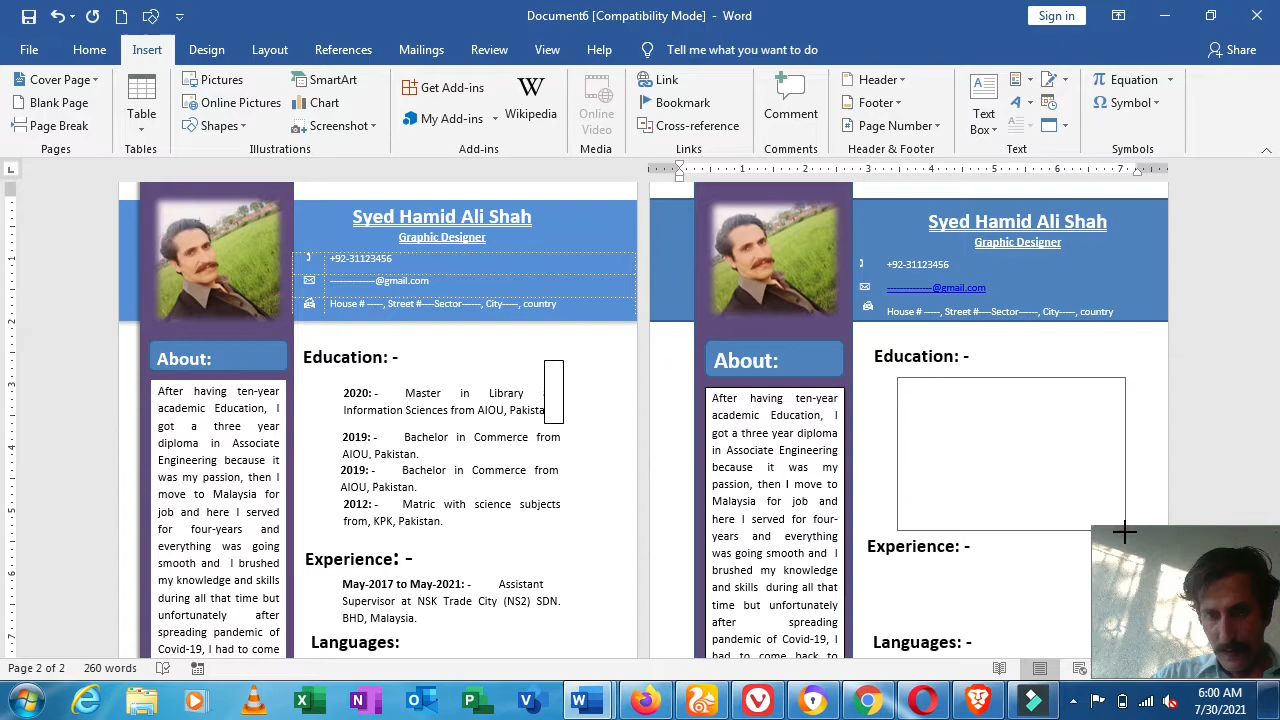 Document6 [Compatibility Mode] - Word
Sign in
File Home Insert Design Layout References Mailings Review View Help Tell me what you want to do Share
Cover Page
Blank Page
Page Break
Pages
Table
Tables
Pictures
Online Pictures
Shapes
SmartArt
Chart
Screenshot
Illustrations
Get Add-ins
My Add-ins
Wikipedia
Add-ins
Online
Video
Media
Link
Bookmark
Cross-reference
Links
Comment
Comments
Header
Footer
Page Number
Header & Footer
Text
Box
Text
Equation
Symbol
Symbols
1 2 3 4 5 6 7
Syed Hamid Ali Shah
Graphic Designer
+92-31123456
---------------@gmail.com
House # -----, Street #----Sector------, City-----, country
About:
After having ten-year
academic Education, I
got a three year
diploma in Associate
Engineering because it
was my passion, then I
move to Malaysia for
job and here I served
for four-years and
everything was going
smooth and I brushed
my knowledge and skills
during all that time but
unfortunately after
spreading pandemic of
Covid-19, I had to come
Education: -
2020: - Master in Library
Information Sciences from AIOU, Pakista
2019: - Bachelor in Commerce from
AIOU, Pakistan.
2019: - Bachelor in Commerce from
AIOU, Pakistan.
2012: - Matric with science subjects
from, KPK, Pakistan.
Experience: -
May-2017 to May-2021: - Assistant
Supervisor at NSK Trade City (NS2) SDN.
BHD, Malaysia.
Languages:
Syed Hamid Ali Shah
Graphic Designer
+92-31123456
---------------@gmail.com
House # -----, Street #----Sector------, City-----, country
About:
After having ten-year
academic Education, I
got a three year diploma
in Associate Engineering
because it was my
passion, then I move to
Malaysia for job and
here I served for four-
years and everything
was going smooth and I
brushed my knowledge
and skills during all that
time but unfortunately
after spreading
pandemic of Covid-19, I
had to come back to
Education: -
Experience: -
Languages: -
Page 2 of 2 260 words
6:00 AM
7/30/2021